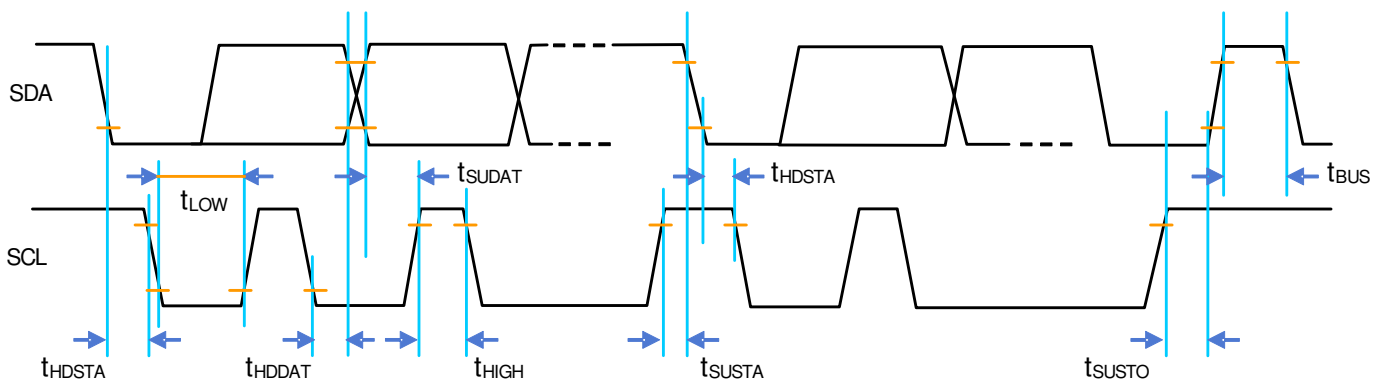 SDA
tSUDAT
tHDSTA
tBUS
tLOW
SCL
tHDSTA
tHDDAT
tHIGH
tSUSTA
tSUSTO